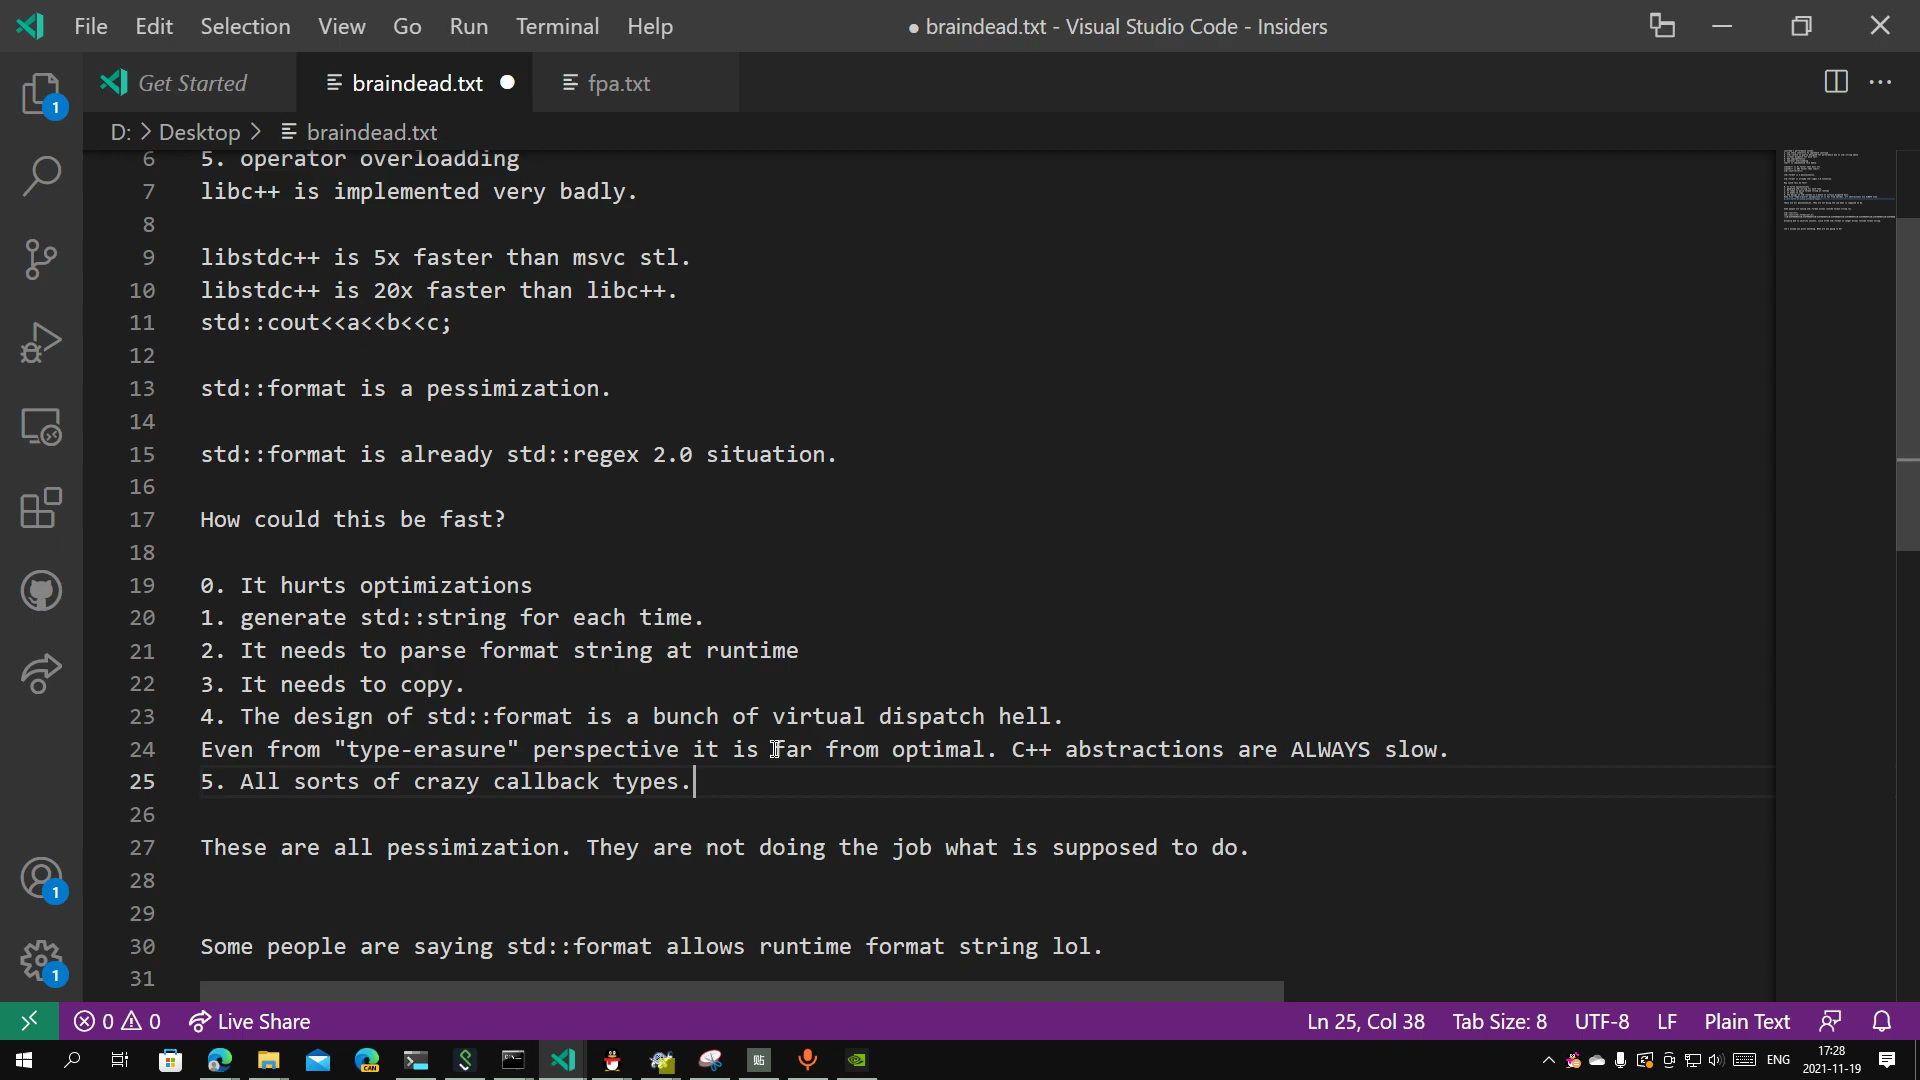 File Edit Selection View Go Run Terminal Help
● braindead.txt - Visual Studio Code - Insiders
Get Started
braindead.txt
fpa.txt
D: > Desktop > braindead.txt
6 5. operator overloadding
7 libc++ is implemented very badly.
8
9 libstdc++ is 5x faster than msvc stl.
10 libstdc++ is 20x faster than libc++.
11 std::cout<<a<<b<<c;
12
13 std::format is a pessimization.
14
15 std::format is already std::regex 2.0 situation.
16
17 How could this be fast?
18
19 0. It hurts optimizations
20 1. generate std::string for each time.
21 2. It needs to parse format string at runtime
22 3. It needs to copy.
23 4. The design of std::format is a bunch of virtual dispatch hell.
24 Even from "type-erasure" perspective it is far from optimal. C++ abstractions are ALWAYS slow.
25 5. All sorts of crazy callback types.
26
27 These are all pessimization. They are not doing the job what is supposed to do.
28
29
30 Some people are saying std::format allows runtime format string lol.
31
1
1
1
0 0 Live Share
Ln 25, Col 38 Tab Size: 8 UTF-8 LF Plain Text
CAN
贴
ENG
17:28
2021-11-19